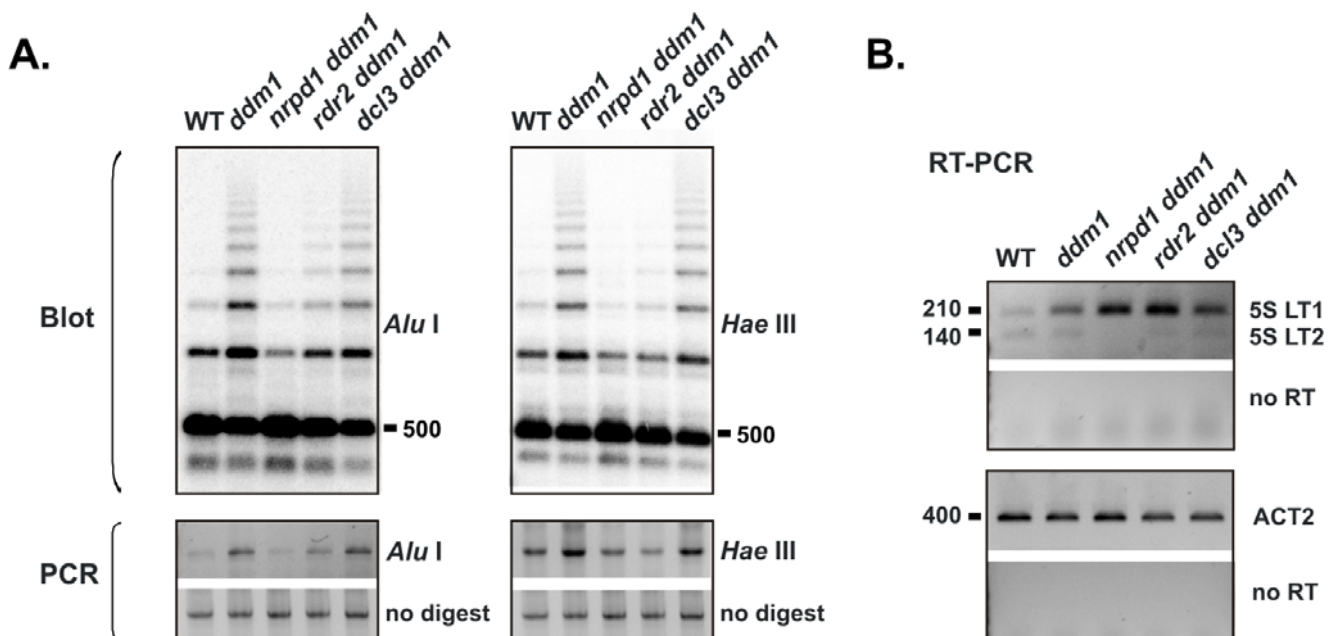 A.
WT ddm1 nrpd1 ddm1 rdr2 ddm1 dcl3 ddm1
WT ddm1 nrpd1 ddm1 rdr2 ddm1 dcl3 ddm1
Blot
Alu I
500
Hae III
500
PCR
Alu I
no digest
Hae III
no digest
B.
RT-PCR
WT ddm1 nrpd1 ddm1 rdr2 ddm1 dcl3 ddm1
210 5S LT1
140 5S LT2
no RT
400 ACT2
no RT